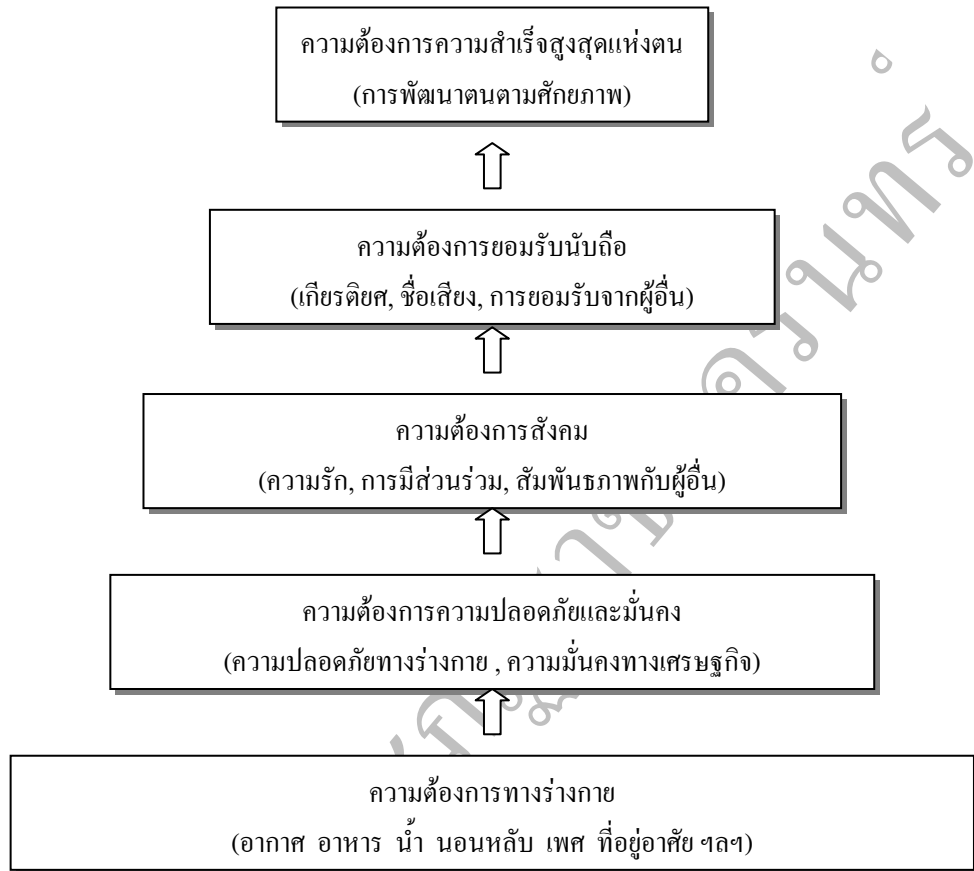 ความต้องการความสำเร็จสูงสุดแห่งตน
(การพัฒนาตนตามศักยภาพ)
ความต้องการยอมรับนับถือ
(เกียรติยศ, ชื่อเสียง, การยอมรับจากผู้อื่น)
ความต้องการสังคม
(ความรัก, การมีส่วนร่วม, สัมพันธภาพกับผู้อื่น)
ความต้องการความปลอดภัยและมั่นคง
(ความปลอดภัยทางร่างกาย , ความมั่นคงทางเศรษฐกิจ)
ความต้องการทางร่างกาย
(อากาศ อาหาร น้ำ นอนหลับ เพศ ที่อยู่อาศัย ฯลฯ)